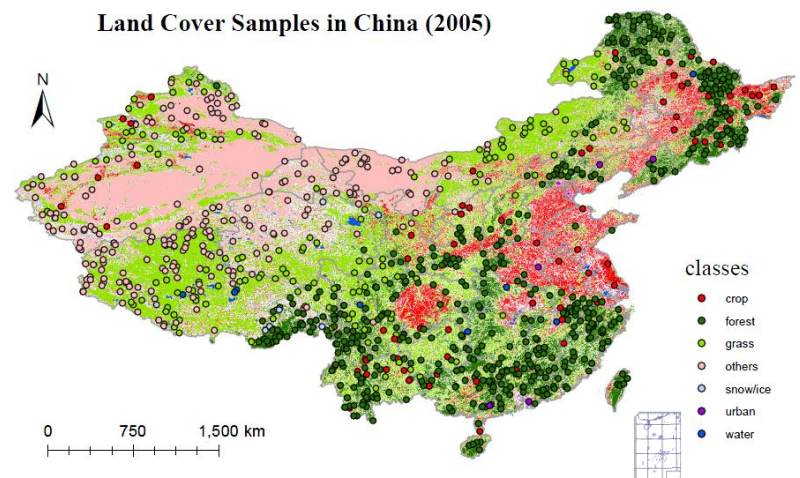 Land Cover Samples in China (2005)
N
classes
crop
forest
grass
others
snow/ice
urban
water
0 750 1,500 km